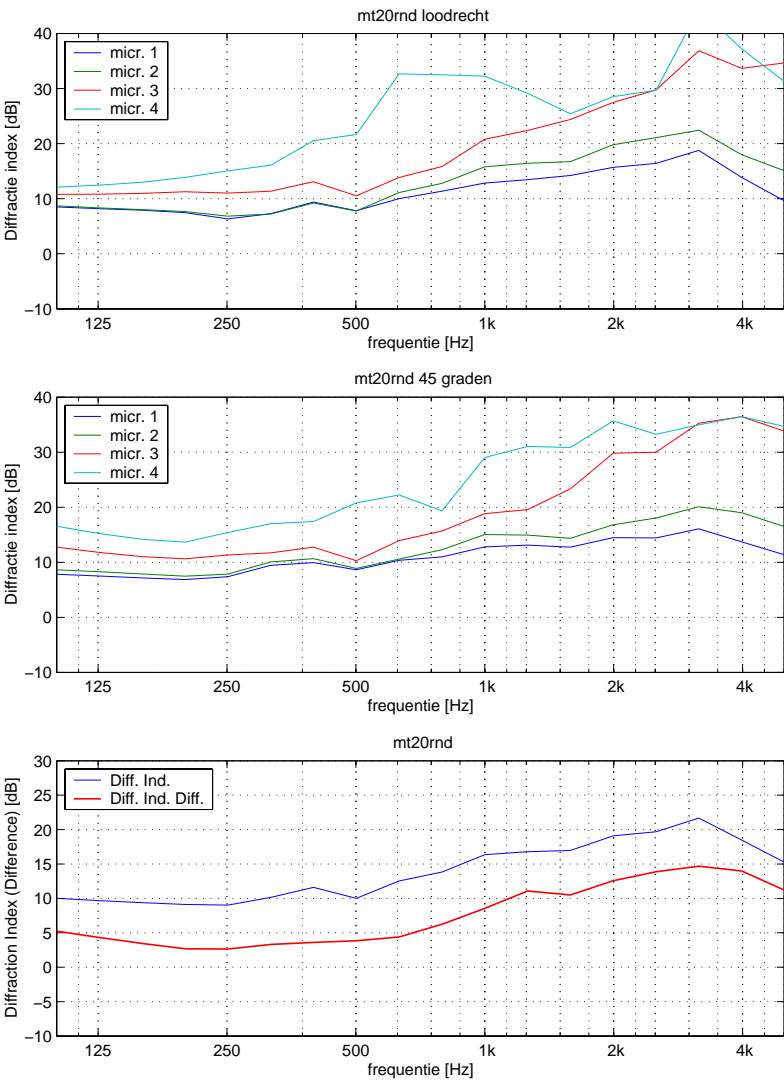 mt20rnd loodrecht
micr. 1
micr. 2
micr. 3
micr. 4
Diffractie index [dB]
40
30
20
10
0
−10
125 250 500 1k 2k 4k
frequentie [Hz]
mt20rnd 45 graden
micr. 1
micr. 2
micr. 3
micr. 4
Diffractie index [dB]
40
30
20
10
0
−10
125 250 500 1k 2k 4k
frequentie [Hz]
mt20rnd
Diff. Ind.
Diff. Ind. Diff.
Diffraction Index (Difference) [dB]
30
25
20
15
10
5
0
−5
−10
125 250 500 1k 2k 4k
frequentie [Hz]